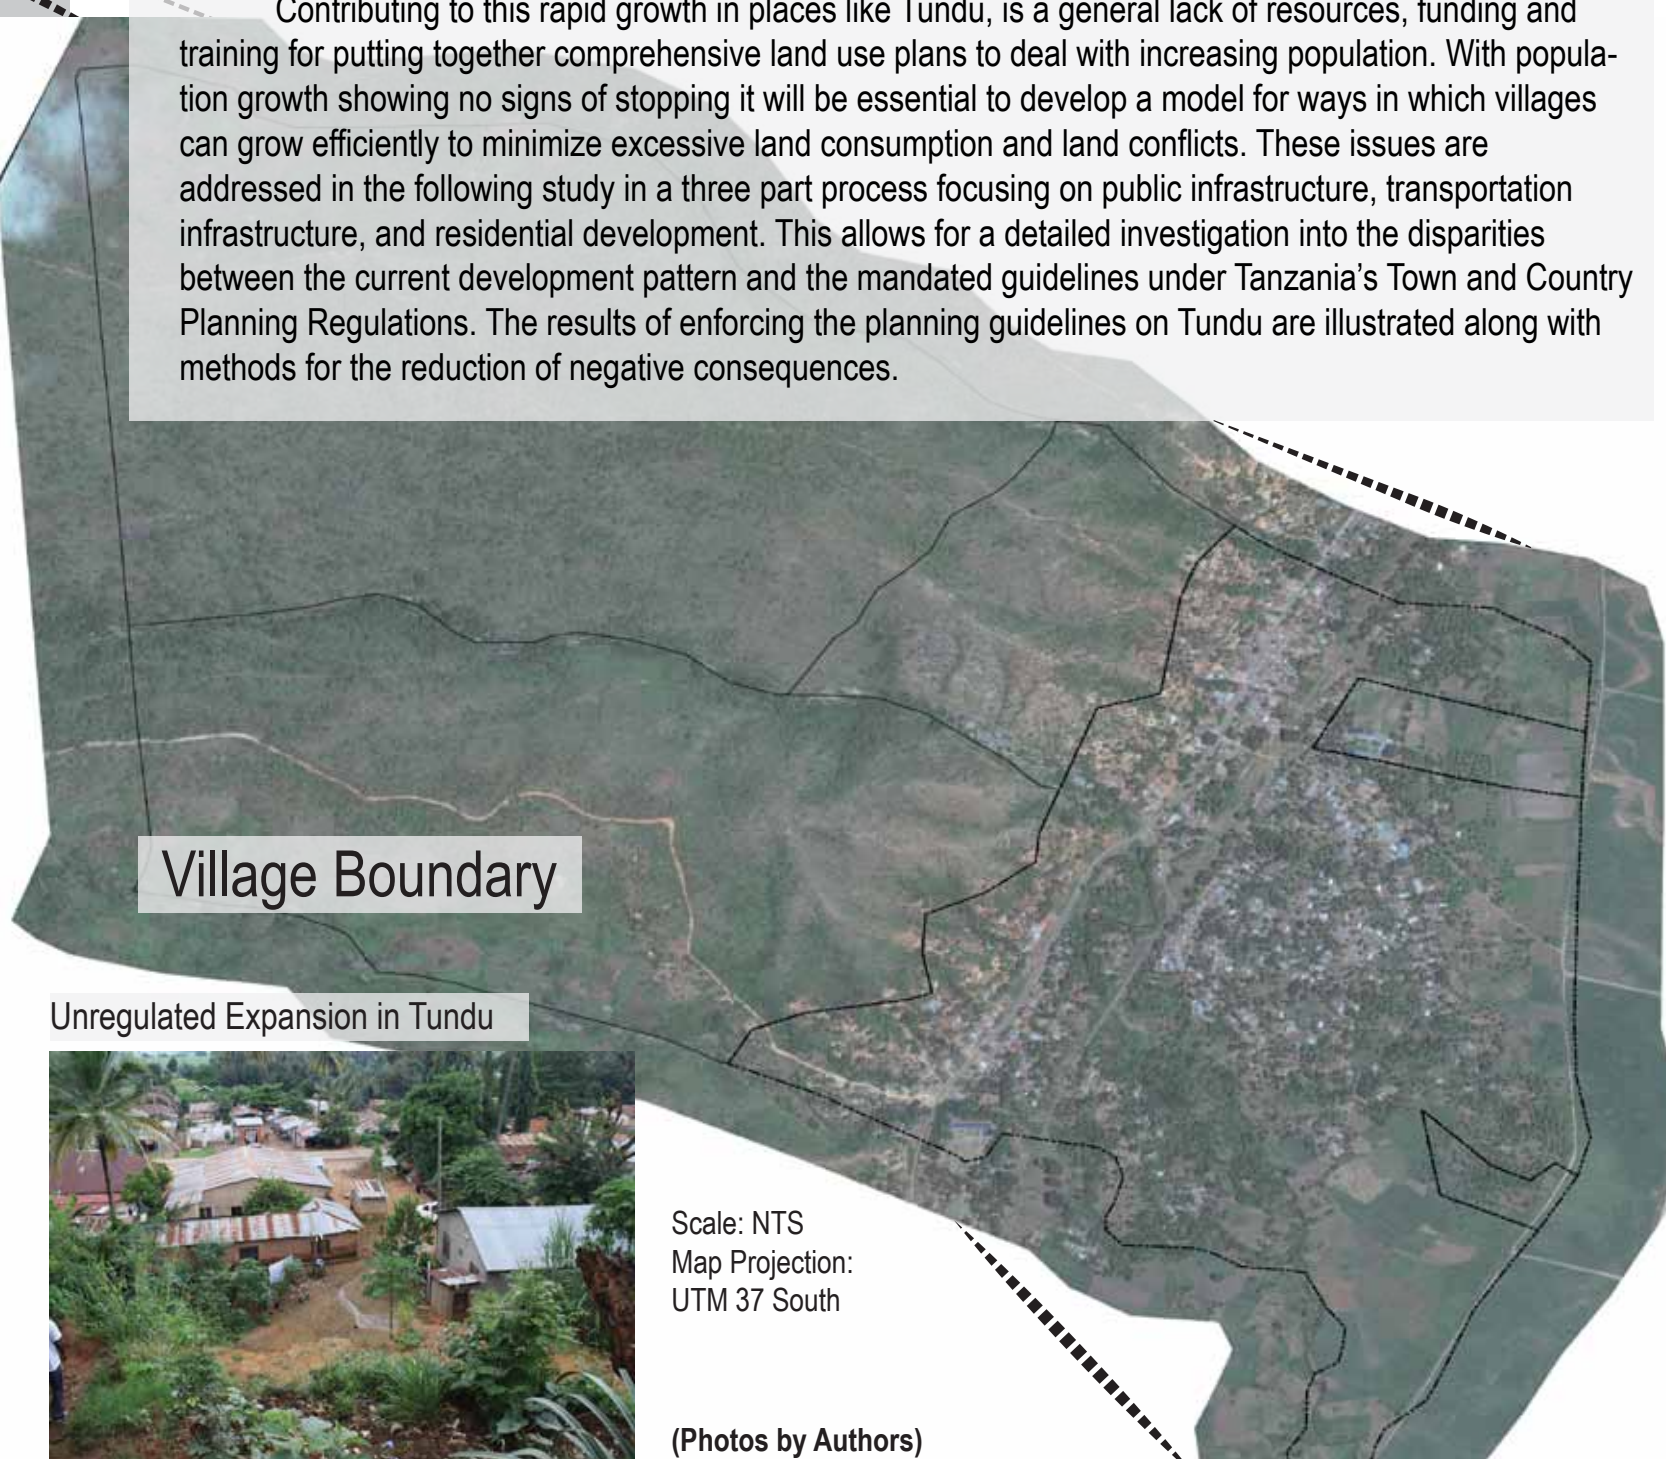 Contributing to this rapid growth in places like Tundu, is a general lack of resources, funding and
training for putting together comprehensive land use plans to deal with increasing population. With popula-
tion growth showing no signs of stopping it will be essential to develop a model for ways in which villages
can grow efficiently to minimize excessive land consumption and land conflicts. These issues are
addressed in the following study in a three part process focusing on public infrastructure, transportation
infrastructure, and residential development. This allows for a detailed investigation into the disparities
between the current development pattern and the mandated guidelines under Tanzania’s Town and Country
Planning Regulations. The results of enforcing the planning guidelines on Tundu are illustrated along with
methods for the reduction of negative consequences.
Village Boundary
Unregulated Expansion in Tundu
Scale: NTS
Map Projection:
UTM 37 South
(Photos by Authors)